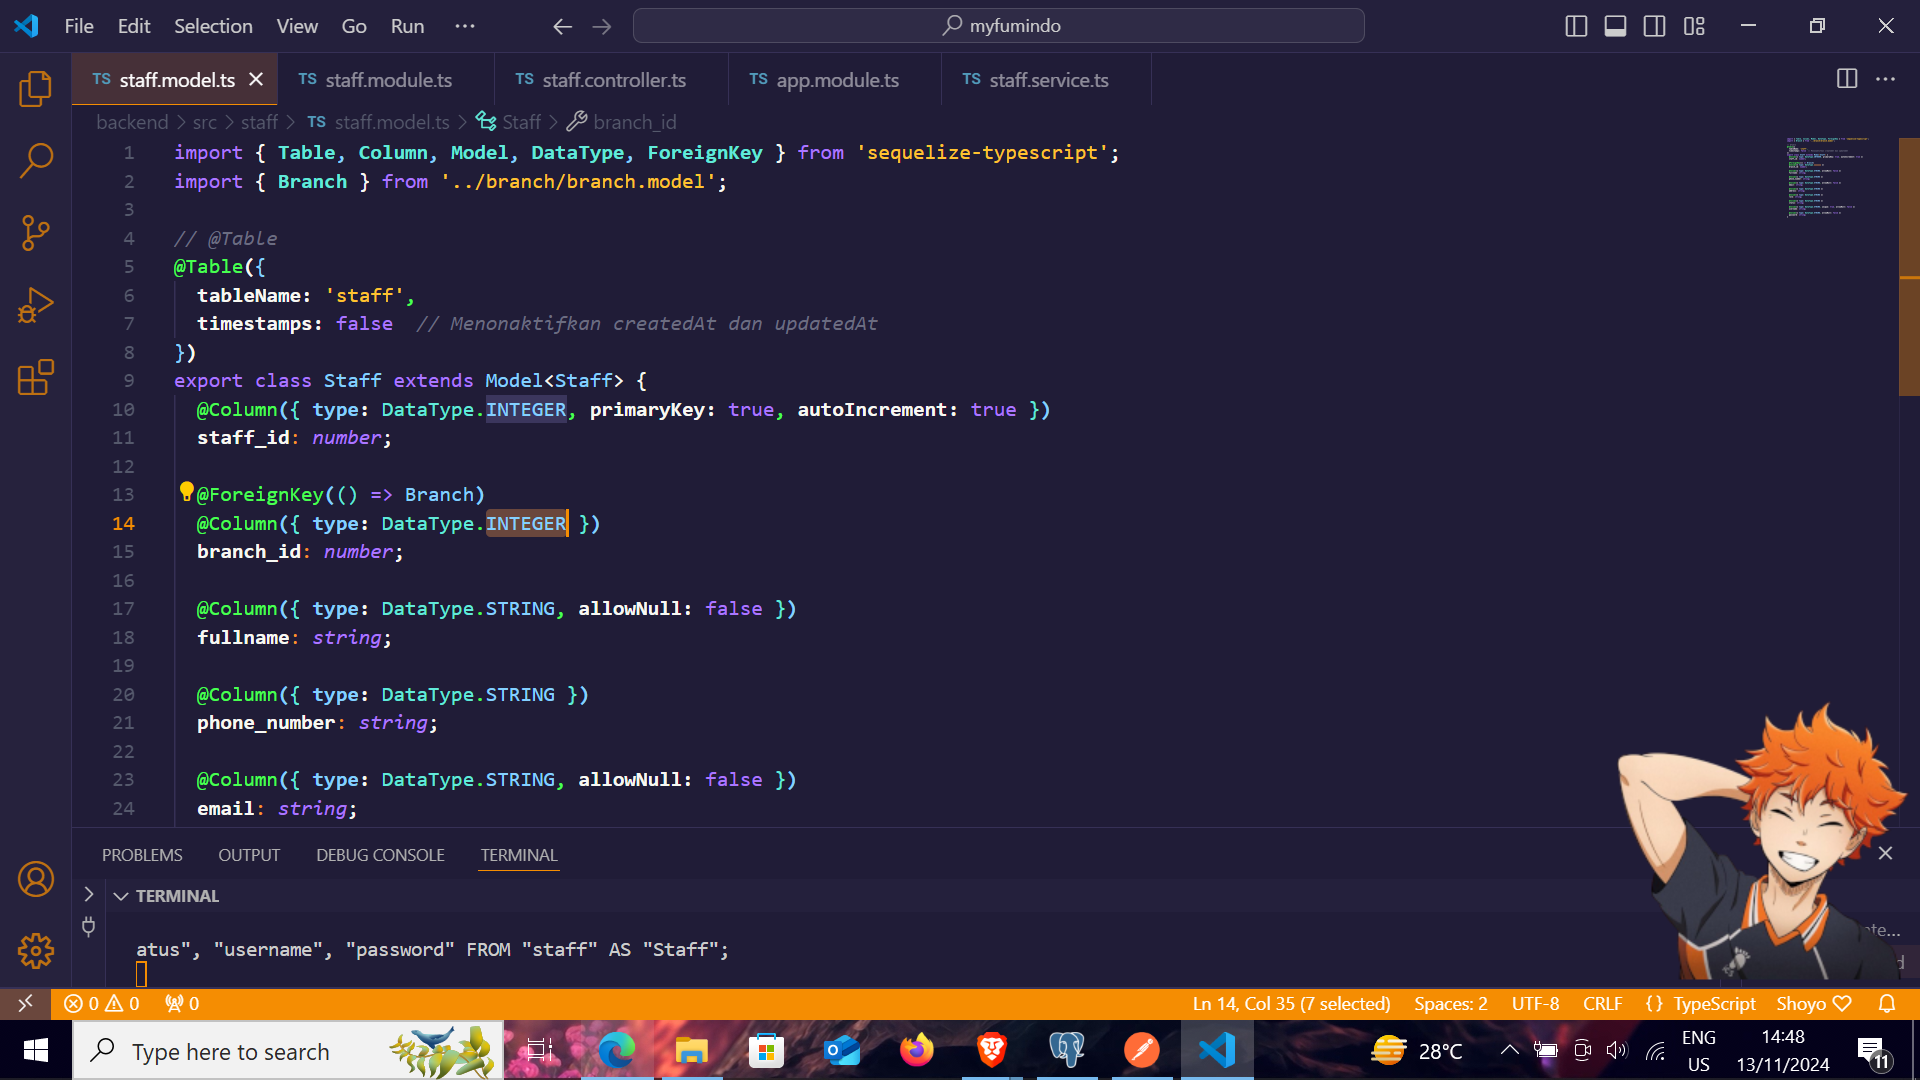 File Edit Selection View Go Run ··· myfumindo
TS staff.model.ts TS staff.module.ts TS staff.controller.ts TS app.module.ts TS staff.service.ts
backend > src > staff > TS staff.model.ts > Staff > branch_id
1 import { Table, Column, Model, DataType, ForeignKey } from 'sequelize-typescript';
2 import { Branch } from '../branch/branch.model';
3
4 // @Table
5 @Table({
6 tableName: 'staff',
7 timestamps: false // Menonaktifkan createdAt dan updatedAt
8 })
9 export class Staff extends Model<Staff> {
10 @Column({ type: DataType.INTEGER, primaryKey: true, autoIncrement: true })
11 staff_id: number;
12
13 @ForeignKey(() => Branch)
14 @Column({ type: DataType.INTEGER })
15 branch_id: number;
16
17 @Column({ type: DataType.STRING, allowNull: false })
18 fullname: string;
19
20 @Column({ type: DataType.STRING })
21 phone_number: string;
22
23 @Column({ type: DataType.STRING, allowNull: false })
24 email: string;
PROBLEMS OUTPUT DEBUG CONSOLE TERMINAL
TERMINAL
atus", "username", "password" FROM "staff" AS "Staff";
0 0 0 Ln 14, Col 35 (7 selected) Spaces: 2 UTF-8 CRLF { } TypeScript Shoyo
Type here to search 28°C ENG 14:48
US 13/11/2024 11